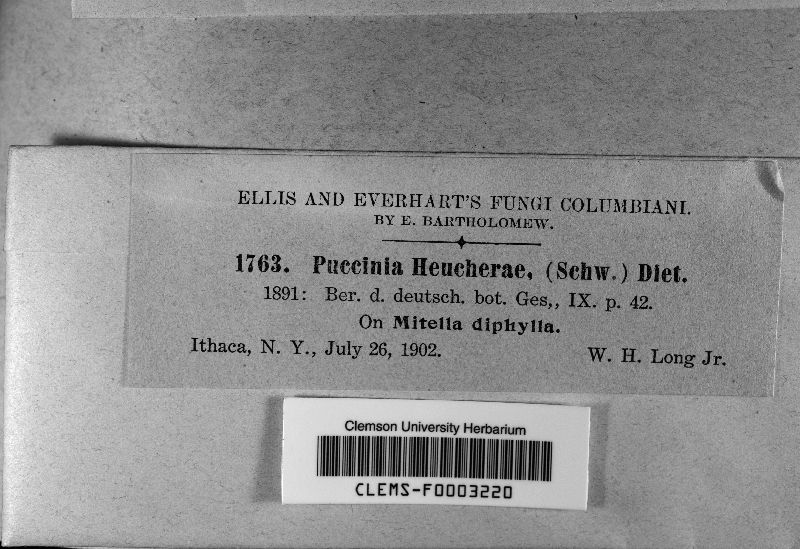 ELLIS AND EVERHART'S FUNGI COLUMBIANI.
BY E. BARTHOLOMEW.
1763. Puccinia Heucherae, (Schw.) Diet.
1891: Ber. d. deutsch. bot. Ges,, IX. p. 42.
On Mitella diphylla.
Ithaca, N. Y., July 26, 1902. W. H. Long Jr.
Clemson University Herbarium
CLEMS-F0003220